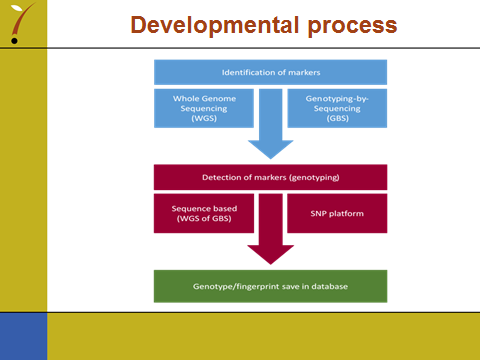 Developmental process
Identification of markers
Whole Genome
Sequencing
(WGS)
Genotyping-by-
Sequencing
(GBS)
Detection of markers (genotyping)
Sequence based
(WGS of GBS)
SNP platform
Genotype/fingerprint save in database